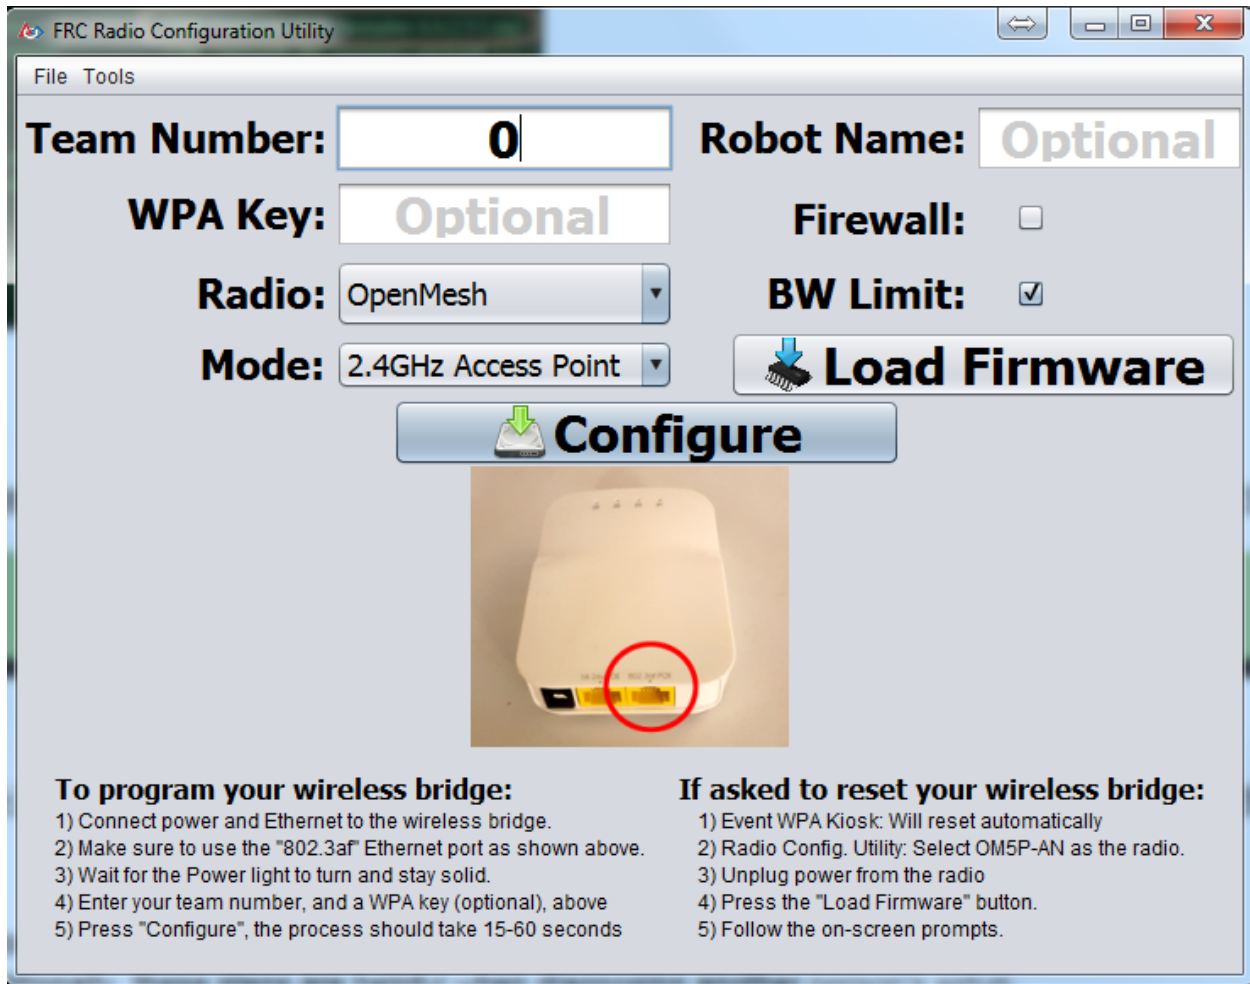 FRC Radio Configuration Utility
File Tools
Team Number: 0 Robot Name: Optional
WPA Key: Optional Firewall:
Radio: OpenMesh BW Limit:
Mode: 2.4GHz Access Point Load Firmware
Configure
802.3af POE
To program your wireless bridge:
1) Connect power and Ethernet to the wireless bridge.
2) Make sure to use the "802.3af" Ethernet port as shown above.
3) Wait for the Power light to turn and stay solid.
4) Enter your team number, and a WPA key (optional), above
5) Press "Configure", the process should take 15-60 seconds
If asked to reset your wireless bridge:
1) Event WPA Kiosk: Will reset automatically
2) Radio Config. Utility: Select OM5P-AN as the radio.
3) Unplug power from the radio
4) Press the "Load Firmware" button.
5) Follow the on-screen prompts.